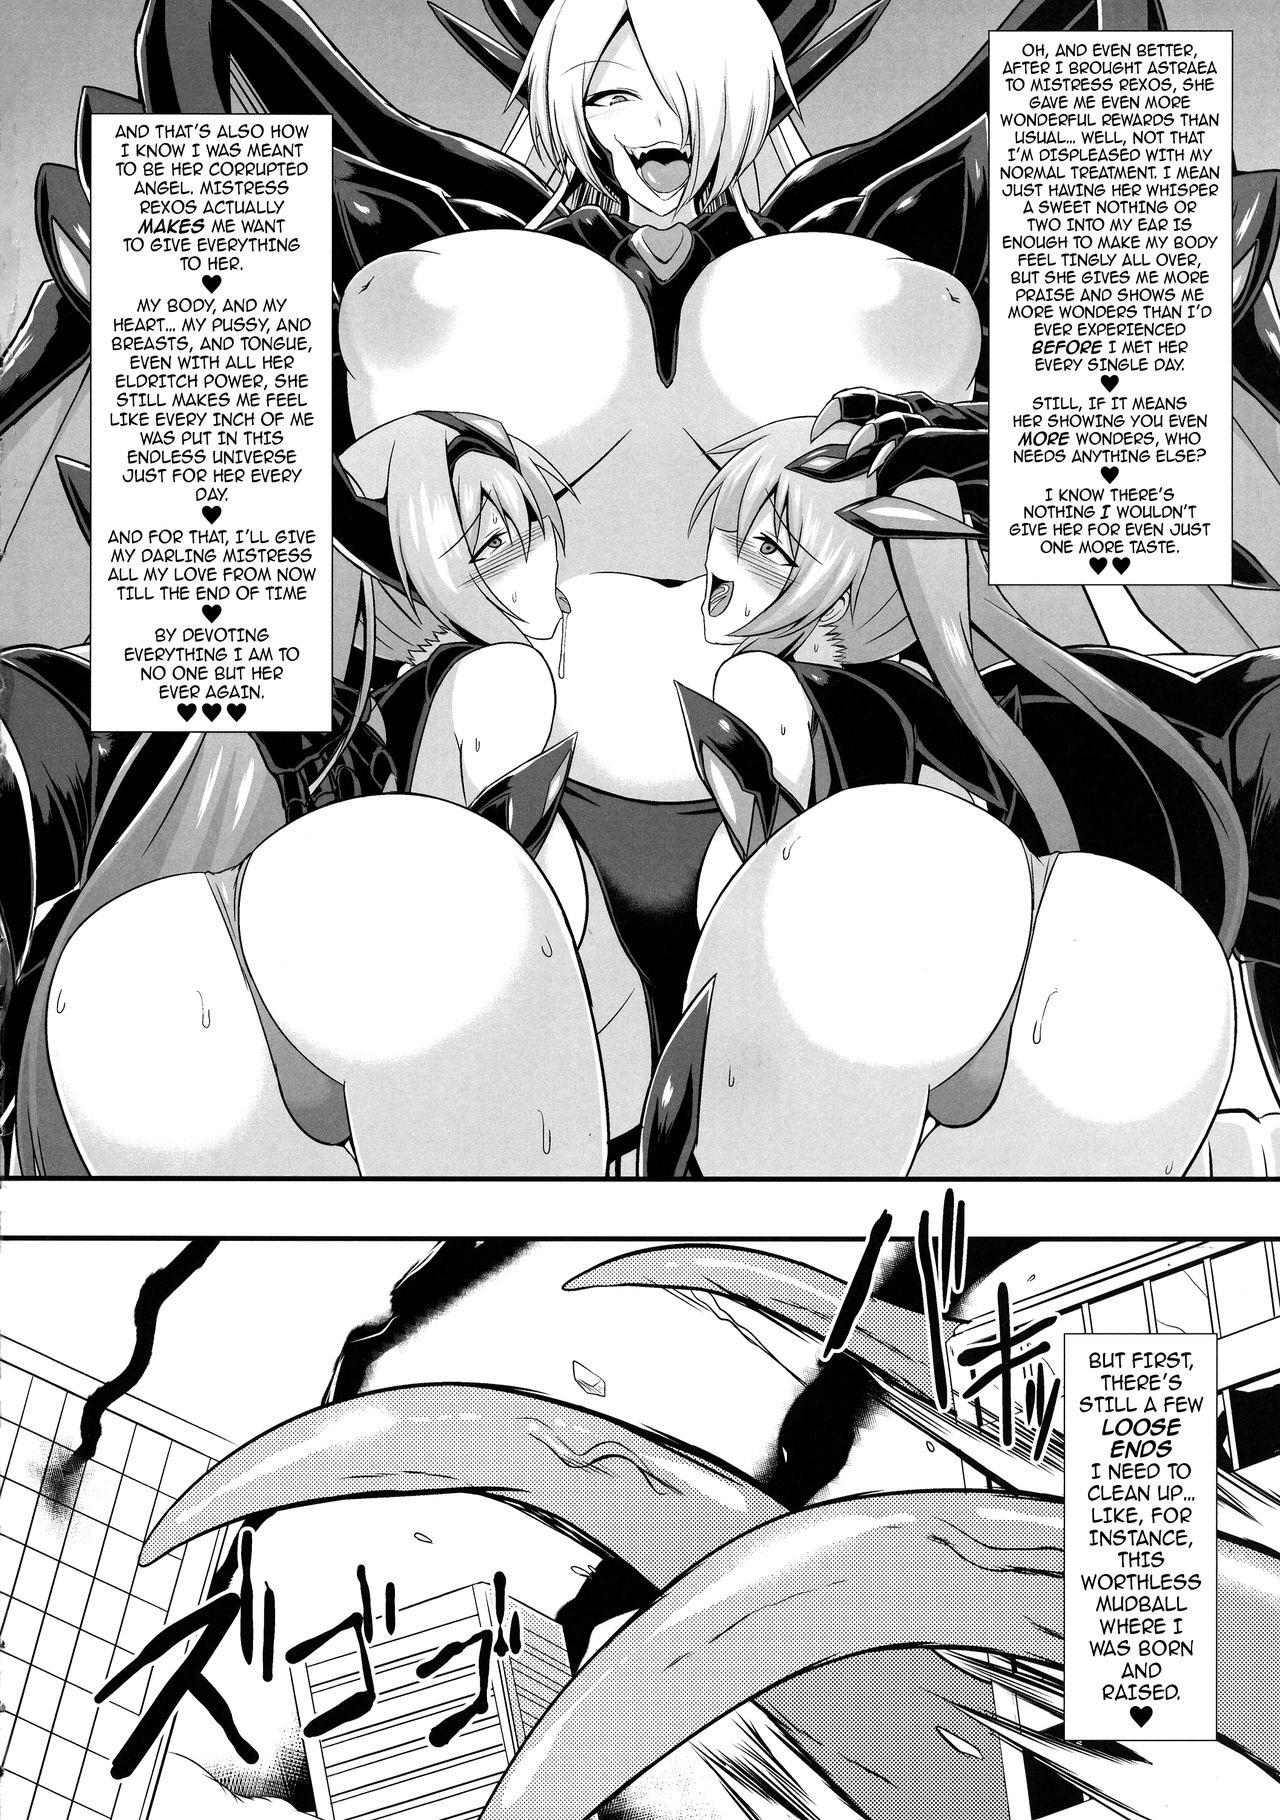 OH, AND EVEN BETTER,
AFTER I BROUGHT ASTRAEA
TO MISTRESS REXOS, SHE
GAVE ME EVEN MORE
WONDERFUL REWARDS THAN
USUAL... WELL, NOT THAT
I'M DISPLEASED WITH MY
NORMAL TREATMENT. I MEAN
JUST HAVING HER WHISPER
A SWEET NOTHING OR
TWO INTO MY EAR IS
ENOUGH TO MAKE MY BODY
FEEL TINGLY ALL OVER,
BUT SHE GIVES ME MORE
PRAISE AND SHOWS ME
MORE WONDERS THAN I'D
EVER EXPERIENCED
BEFORE I MET HER
EVERY SINGLE DAY.
♥
STILL, IF IT MEANS
HER SHOWING YOU EVEN
MORE WONDERS, WHO
NEEDS ANYTHING ELSE?
♥
I KNOW THERE'S
NOTHING I WOULDN'T
GIVE HER FOR EVEN JUST
ONE MORE TASTE.
♥♥
AND THAT'S ALSO HOW
I KNOW I WAS MEANT
TO BE HER CORRUPTED
ANGEL. MISTRESS
REXOS ACTUALLY
MAKES ME WANT
TO GIVE EVERYTHING
TO HER.
♥
MY BODY, AND MY
HEART... MY PUSSY, AND
BREASTS, AND TONGUE,
EVEN WITH ALL HER
ELDRITCH POWER, SHE
STILL MAKES ME FEEL
LIKE EVERY INCH OF ME
WAS PUT IN THIS
ENDLESS UNIVERSE
JUST FOR HER EVERY
DAY.
♥
AND FOR THAT, I'LL GIVE
MY DARLING MISTRESS
ALL MY LOVE FROM NOW
TILL THE END OF TIME
♥
BY DEVOTING
EVERYTHING I AM TO
NO ONE BUT HER
EVER AGAIN.
♥♥♥
バキ
BUT FIRST,
THERE'S
STILL A FEW
LOOSE
ENDS
I NEED TO
CLEAN UP...
LIKE, FOR
INSTANCE,
THIS
WORTHLESS
MUDBALL
WHERE I
WAS BORN
AND
RAISED.
♥
ズゴゴ